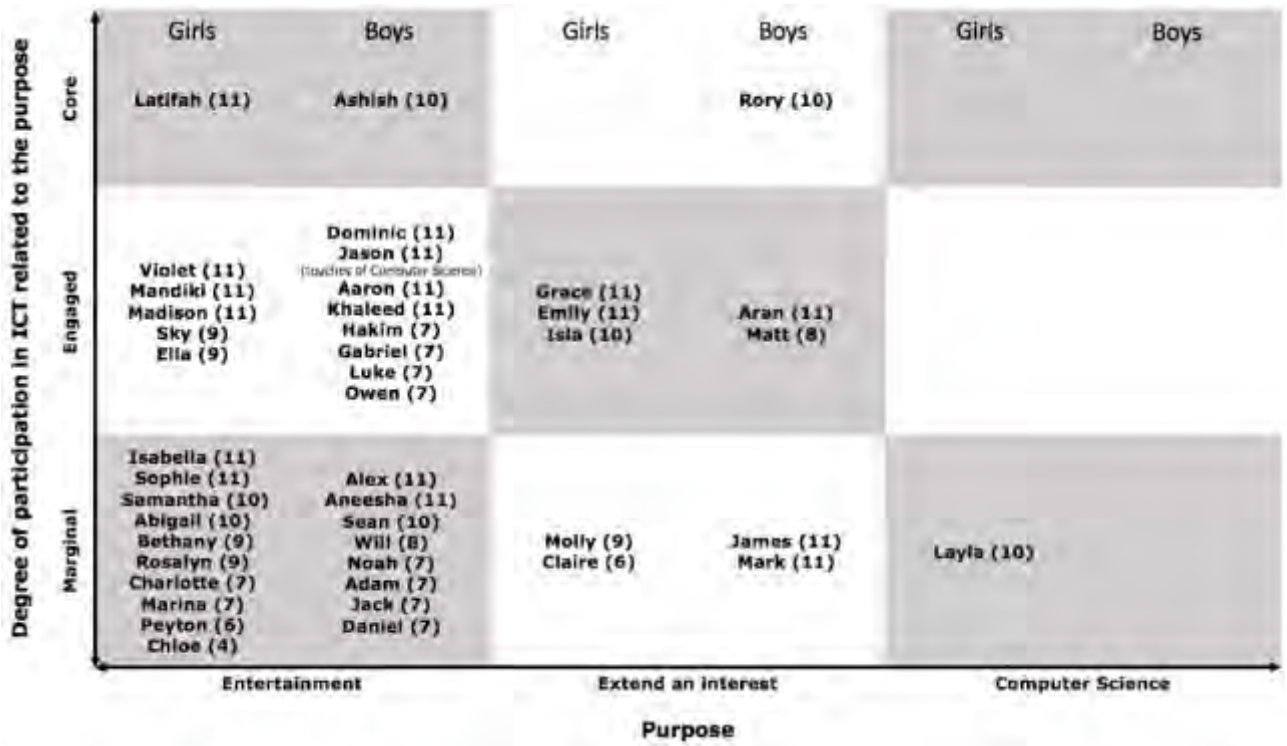 Degree of participation in ICT related to the purpose
Girls
Boys
Girls
Boys
Girls
Boys
Core
Latifah (11)
Ashish (10)
Rory (10)
Engaged
Violet (11)
Mandiki (11)
Madison (11)
Sky (9)
Ella (9)
Dominic (11)
Jason (11)
(touches of Computer Science)
Aaron (11)
Khaleed (11)
Hakim (7)
Gabriel (7)
Luke (7)
Owen (7)
Grace (11)
Emily (11)
Isla (10)
Aran (11)
Matt (8)
Marginal
Isabella (11)
Sophie (11)
Samantha (10)
Abigail (10)
Bethany (9)
Rosalyn (9)
Charlotte (7)
Marina (7)
Peyton (6)
Chloe (4)
Alex (11)
Aneesha (11)
Sean (10)
Will (8)
Noah (7)
Adam (7)
Jack (7)
Daniel (7)
Molly (9)
Claire (6)
James (11)
Mark (11)
Layla (10)
Entertainment
Extend an interest
Computer Science
Purpose